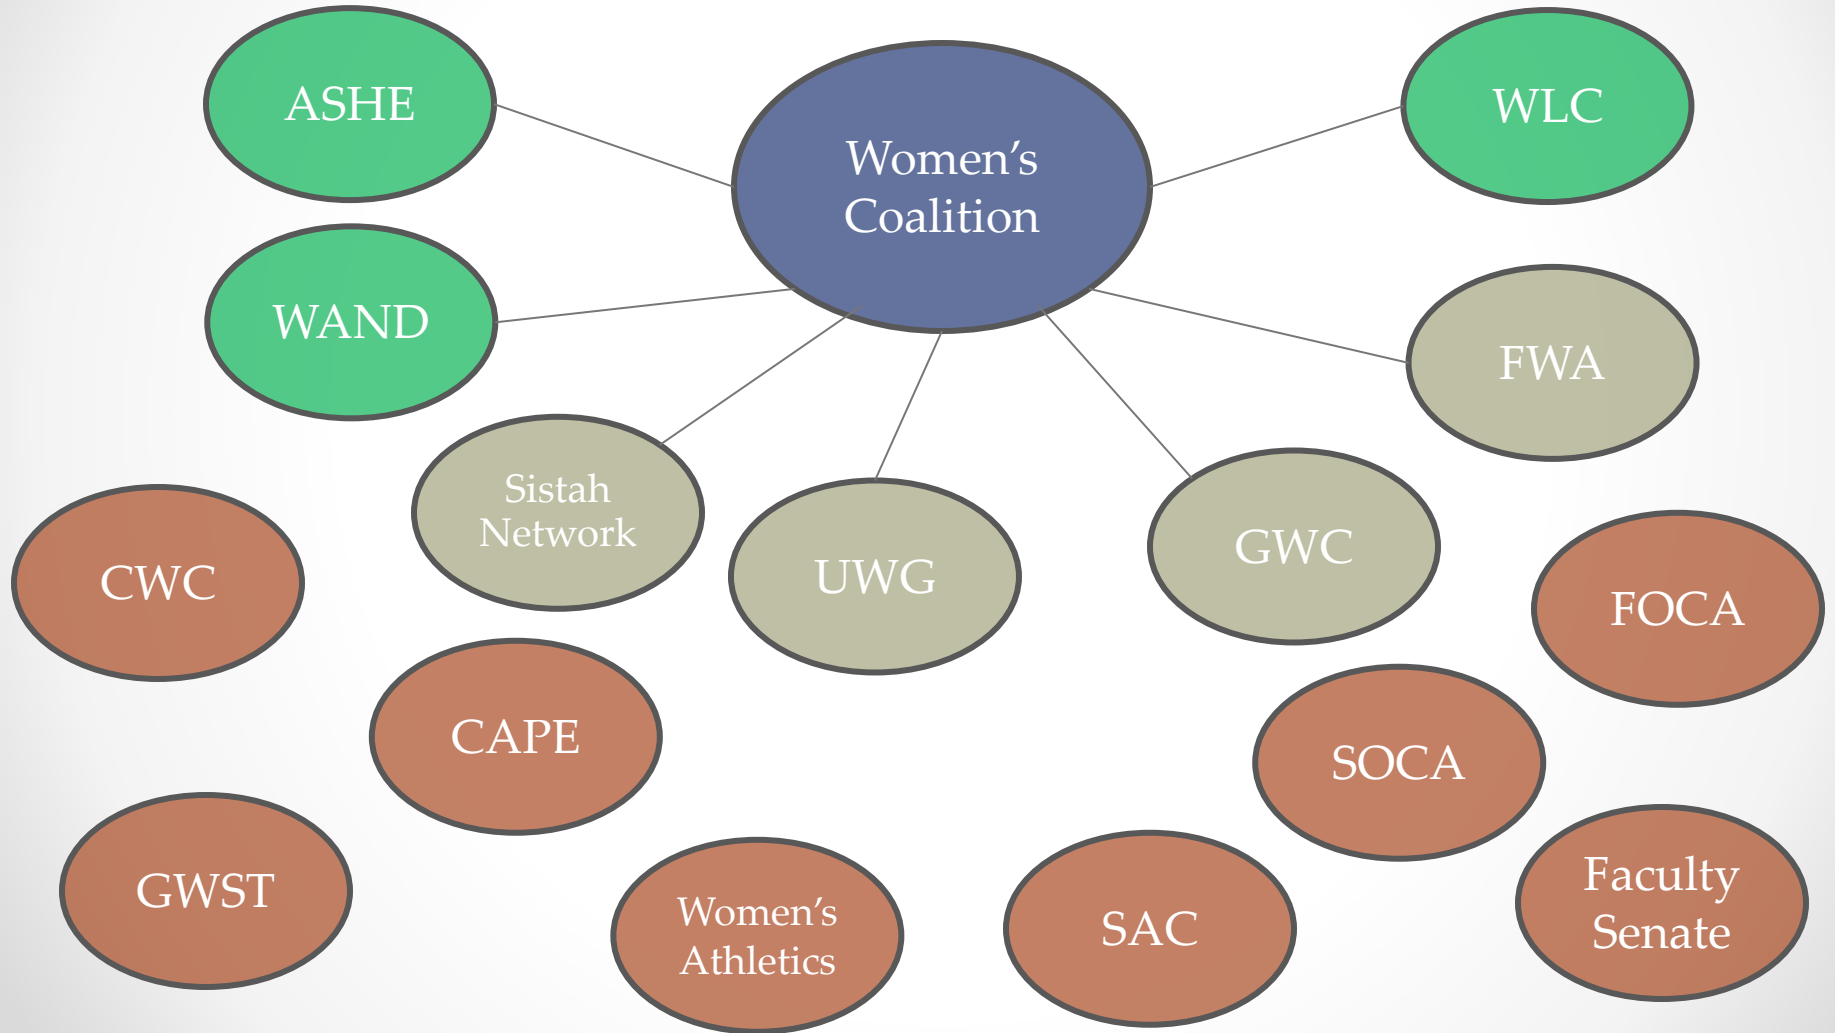 ASHE
Women’s
Coalition
WLC
WAND
FWA
Sistah
Network
UWG
GWC
CWC
FOCA
CAPE
SOCA
GWST
Women’s
Athletics
SAC
Faculty
Senate